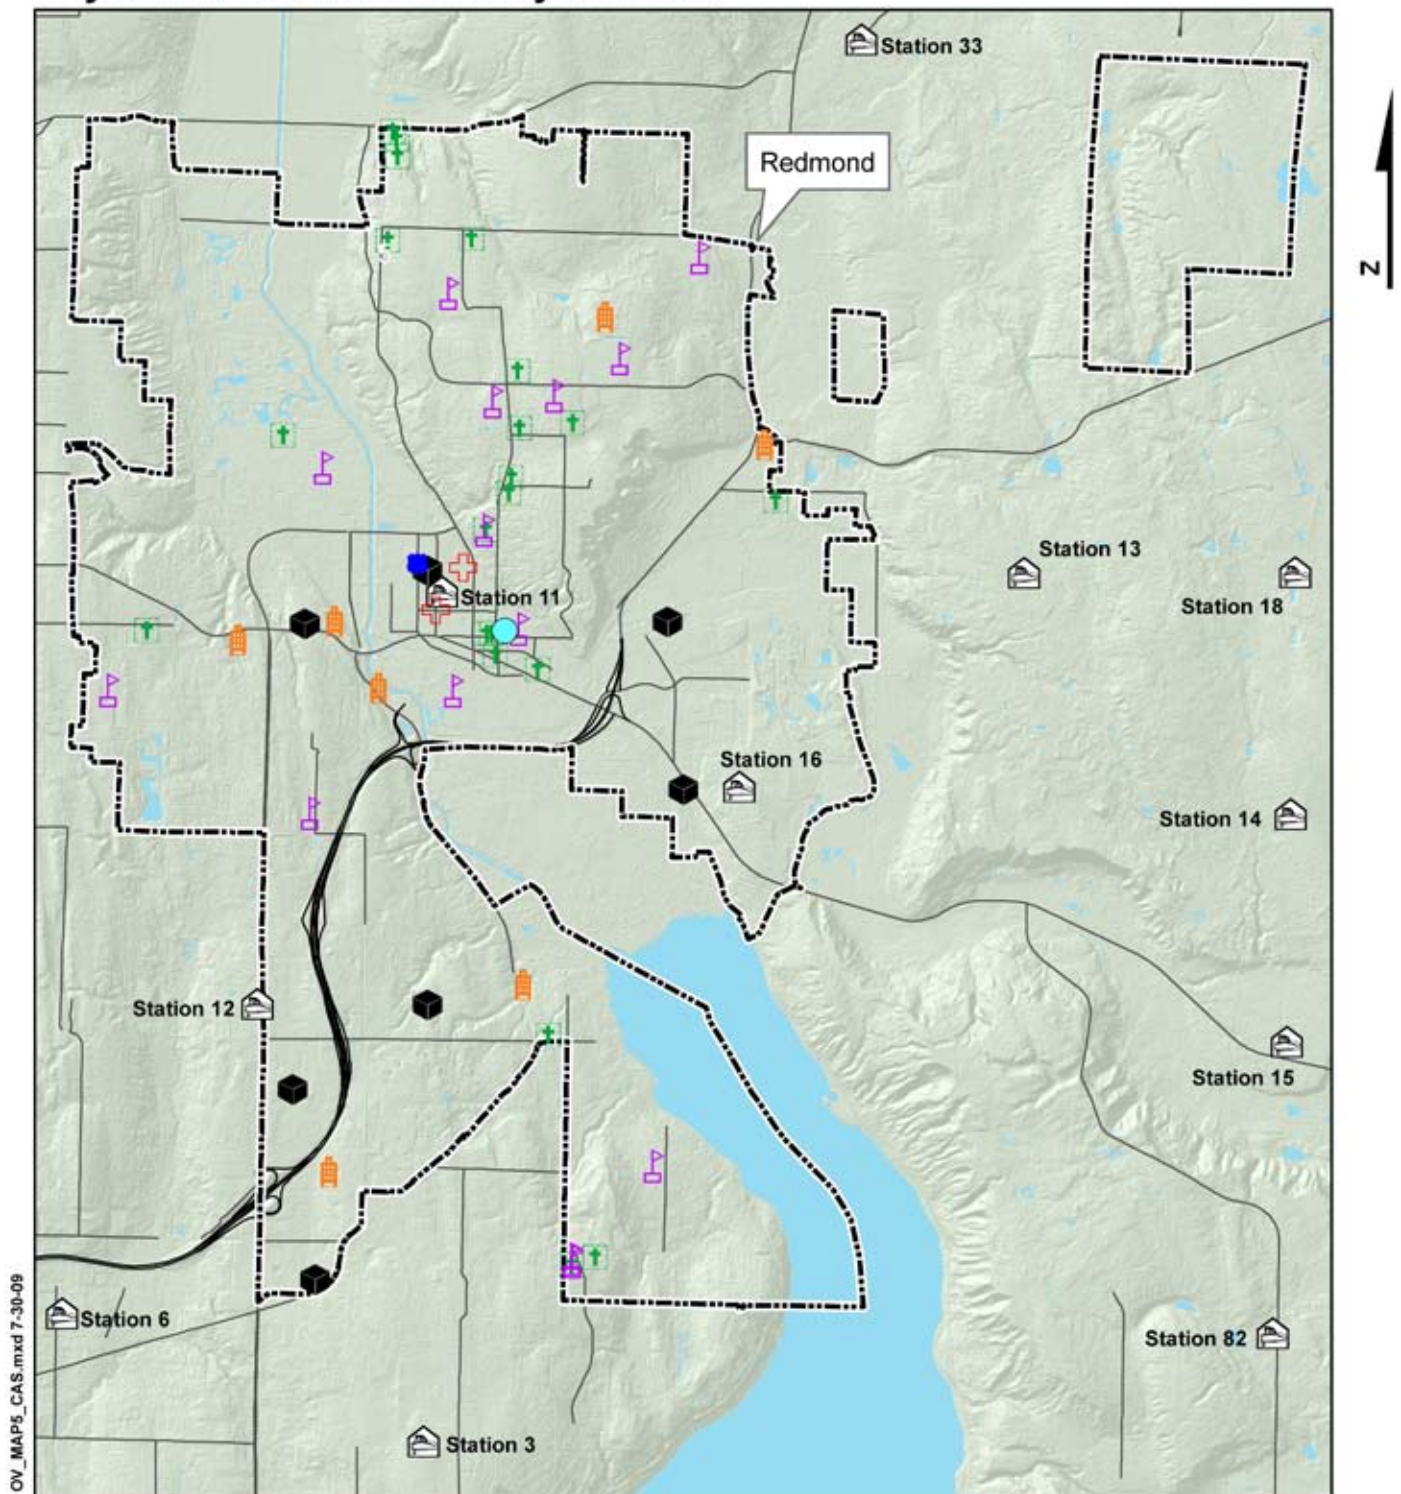 Station 33
Redmond
N
Station 13
Station 11
Station 18
Station 16
Station 14
Station 12
Station 15
Station 6
Station 82
Station 3
OV_MAP5_CAS.mxd 7-30-09